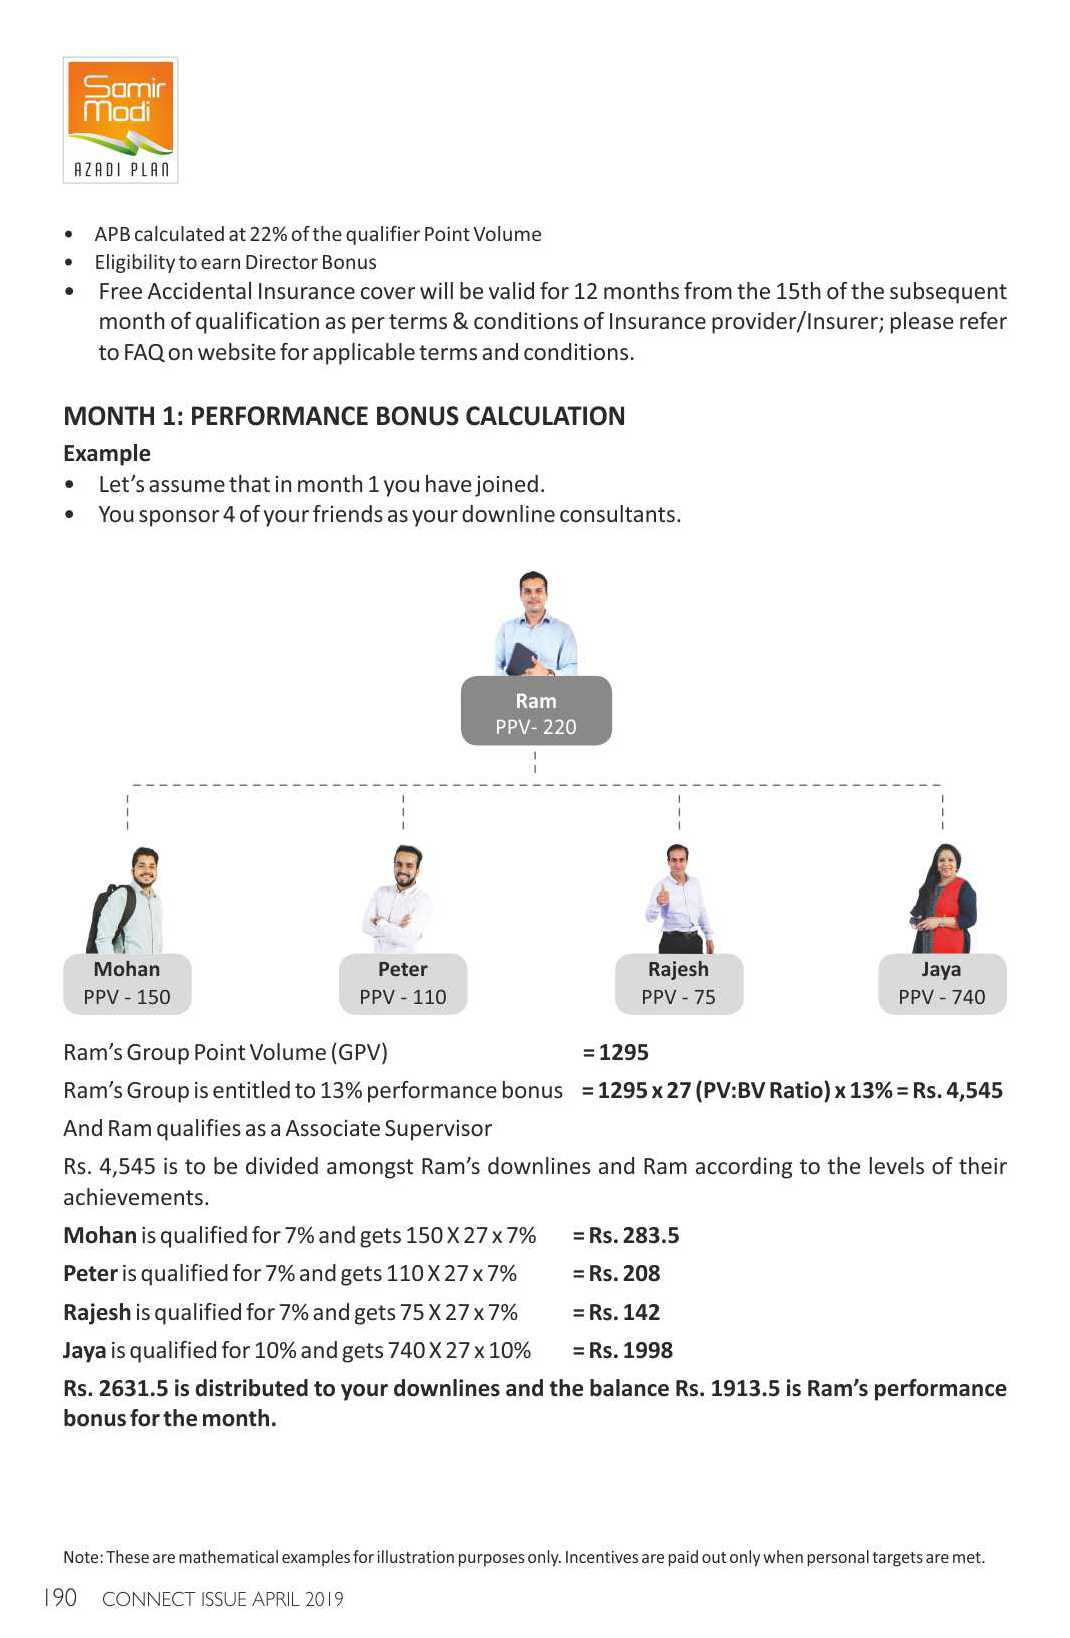 Samir
Modi
AZADI PLAN
• APB calculated at 22% of the qualifier Point Volume
• Eligibility to earn Director Bonus
• Free Accidental Insurance cover will be valid for 12 months from the 15th of the subsequent
month of qualification as per terms & conditions of Insurance provider/Insurer; please refer
to FAQ on website for applicable terms and conditions.
MONTH 1: PERFORMANCE BONUS CALCULATION
Example
• Let's assume that in month 1 you have joined.
• You sponsor 4 of your friends as your downline consultants.
Ram
PPV- 220
Mohan
PPV - 150
Peter
PPV - 110
Rajesh
PPV - 75
Jaya
PPV - 740
Ram's Group Point Volume (GPV) = 1295
Ram's Group is entitled to 13% performance bonus = 1295 x 27 (PV:BV Ratio) x 13% = Rs. 4,545
And Ram qualifies as a Associate Supervisor
Rs. 4,545 is to be divided amongst Ram's downlines and Ram according to the levels of their
achievements.
Mohan is qualified for 7% and gets 150 X 27 x 7% = Rs. 283.5
Peter is qualified for 7% and gets 110 X 27 x 7% = Rs. 208
Rajesh is qualified for 7% and gets 75 X 27 x 7% = Rs. 142
Jaya is qualified for 10% and gets 740 X 27 x 10% = Rs. 1998
Rs. 2631.5 is distributed to your downlines and the balance Rs. 1913.5 is Ram's performance
bonus for the month.
Note: These are mathematical examples for illustration purposes only. Incentives are paid out only when personal targets are met.
190 CONNECT ISSUE APRIL 2019